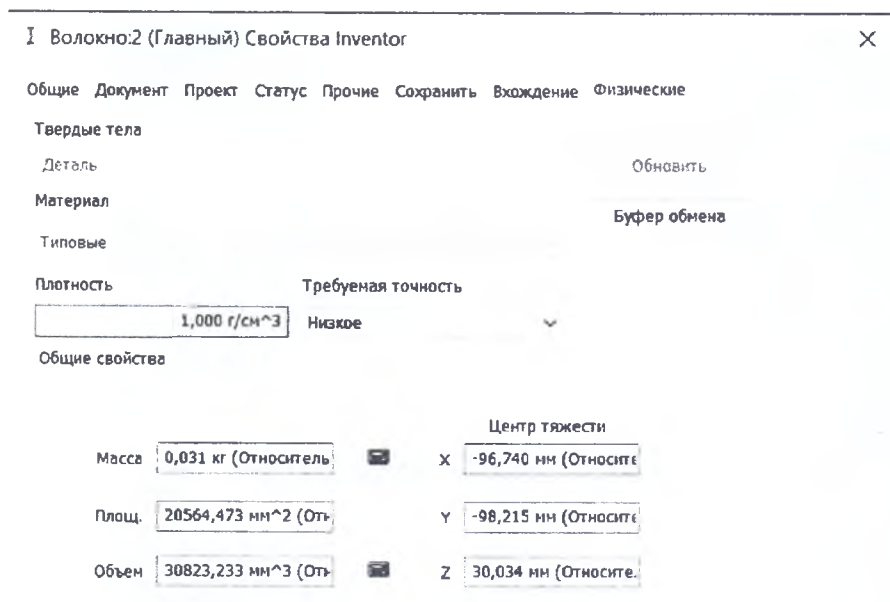 I Волокно:2 (Главный) Свойства Inventor
Общие Документ Проект Статус Прочие Сохранить Вхождение Физические
Твердые тела
Деталь Обновить
Материал
Буфер обмена
Типовые
Плотность Требуемая точность
1,000 г/см^3 Низкое
Общие свойства
Центр тяжести
Масса 0,031 кг (Относитель X -96,740 мм (Относите
Площ. 20564,473 мм^2 (Отн Y -98,215 мм (Относите
Объем 30823,233 мм^3 (Отн Z 30,034 мм (Относите.